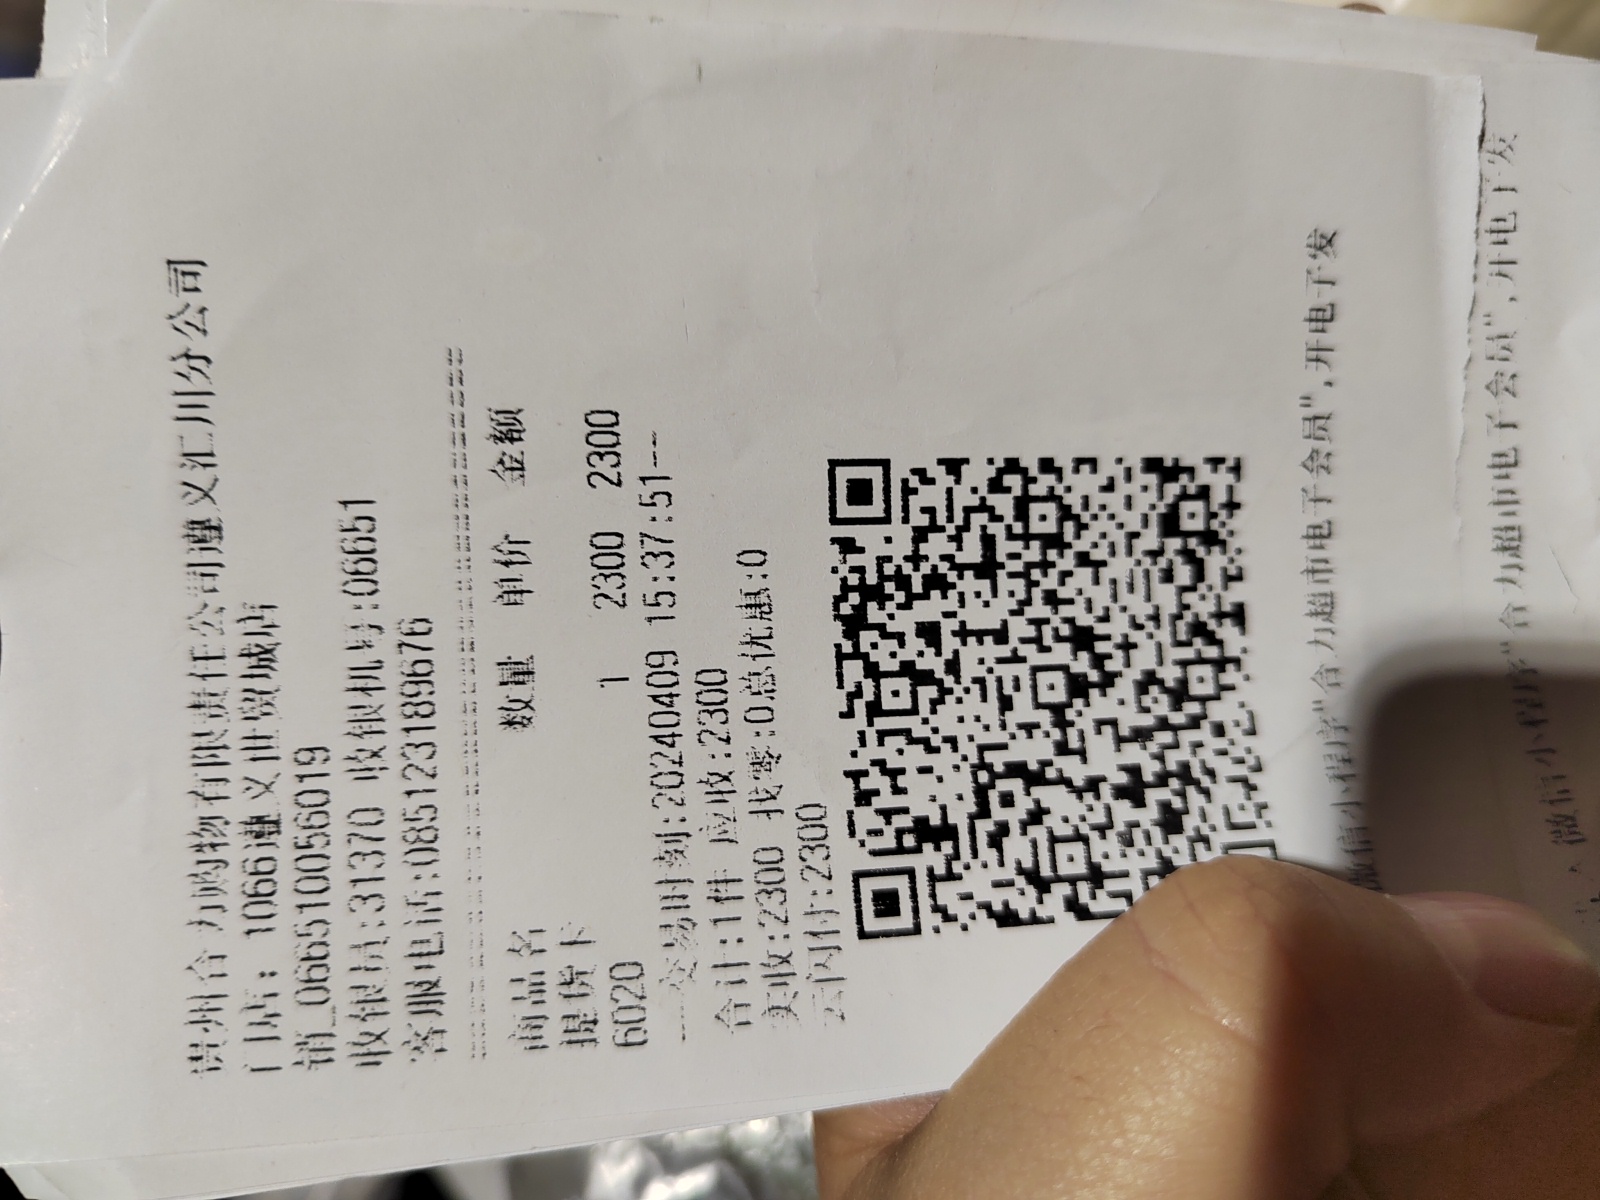 贵州合力购物有限责任公司遵义汇川分公司
门店：1066遵义世贸城店
销_066510056019
收银员:31370 收银机号:06651
客服电话:085123189676
商品名 数量 单价 金额
提货卡
6020 1 2300 2300
---交易时刻:20240409 15:37:51---
合计:1件 应收:2300
实收:2300 找零:0总优惠:0
云闪付:2300
微信小程序"合力超市电子会员",开电子发
微信小程序"合力超市电子会员",开电子发